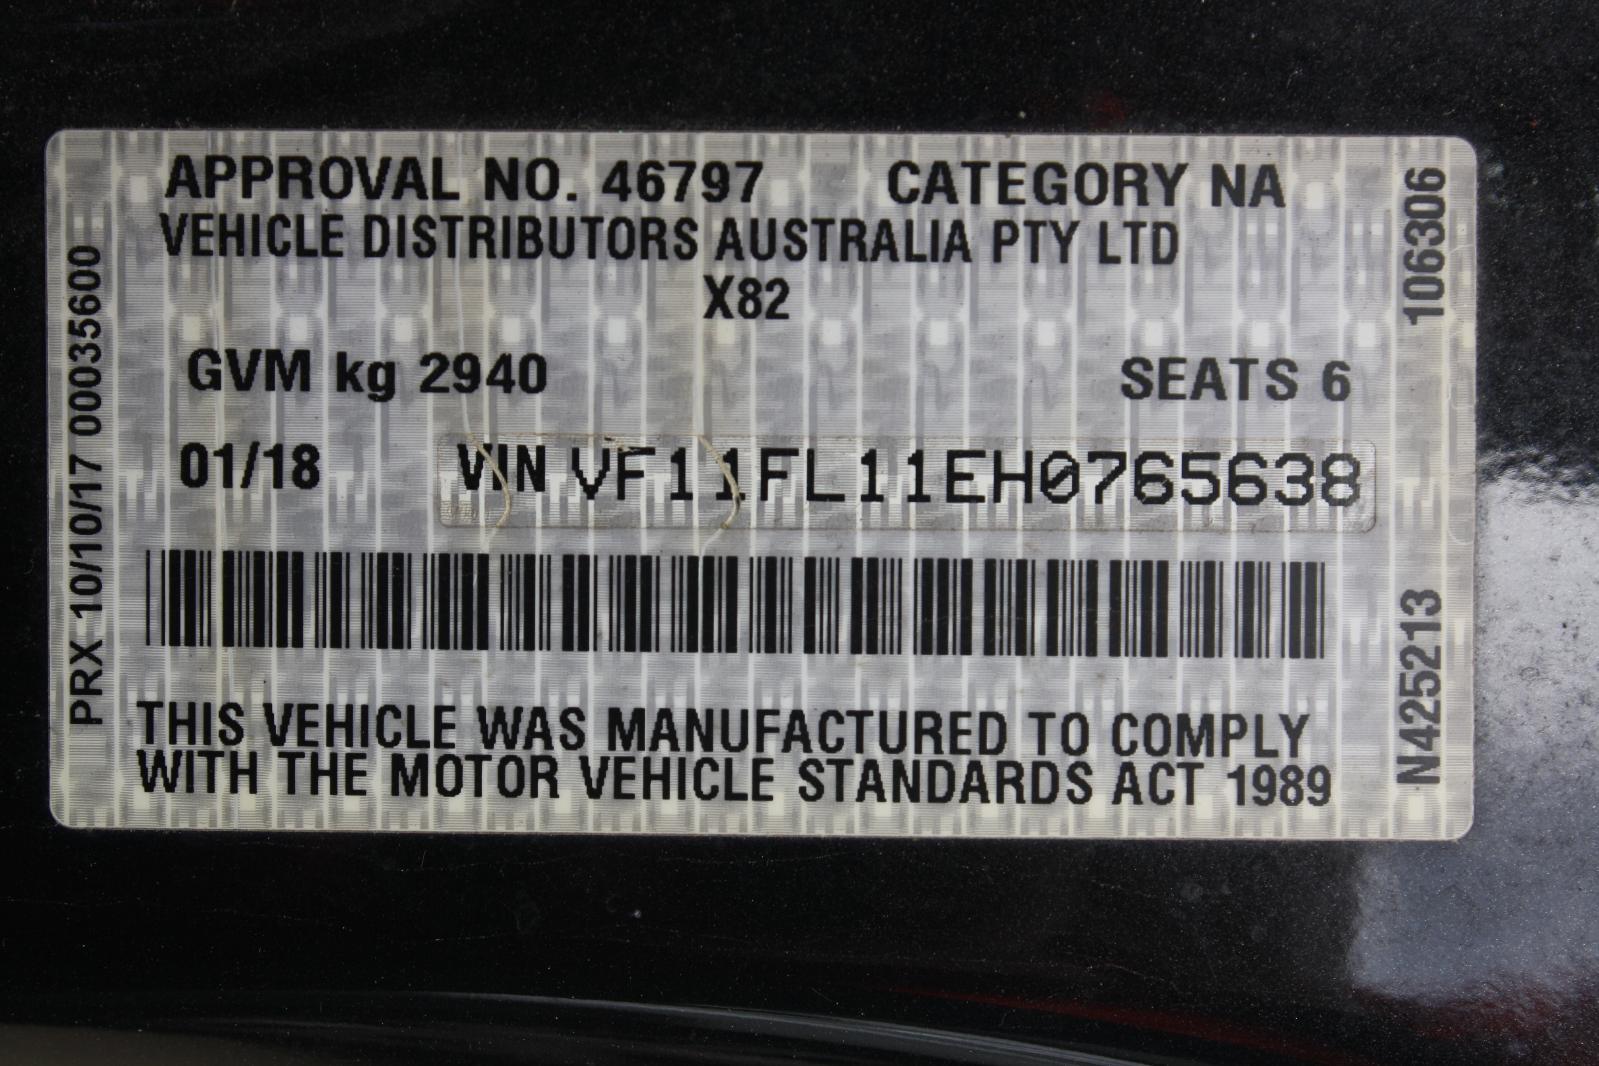 APPROVAL NO. 46797 CATEGORY NA
VEHICLE DISTRIBUTORS AUSTRALIA PTY LTD
X82
GVM kg 2940 SEATS 6
01/18 VIN VF11FL11EH0765638
THIS VEHICLE WAS MANUFACTURED TO COMPLY
WITH THE MOTOR VEHICLE STANDARDS ACT 1989
PRX 10/10/17 00035600
1063306
N425213